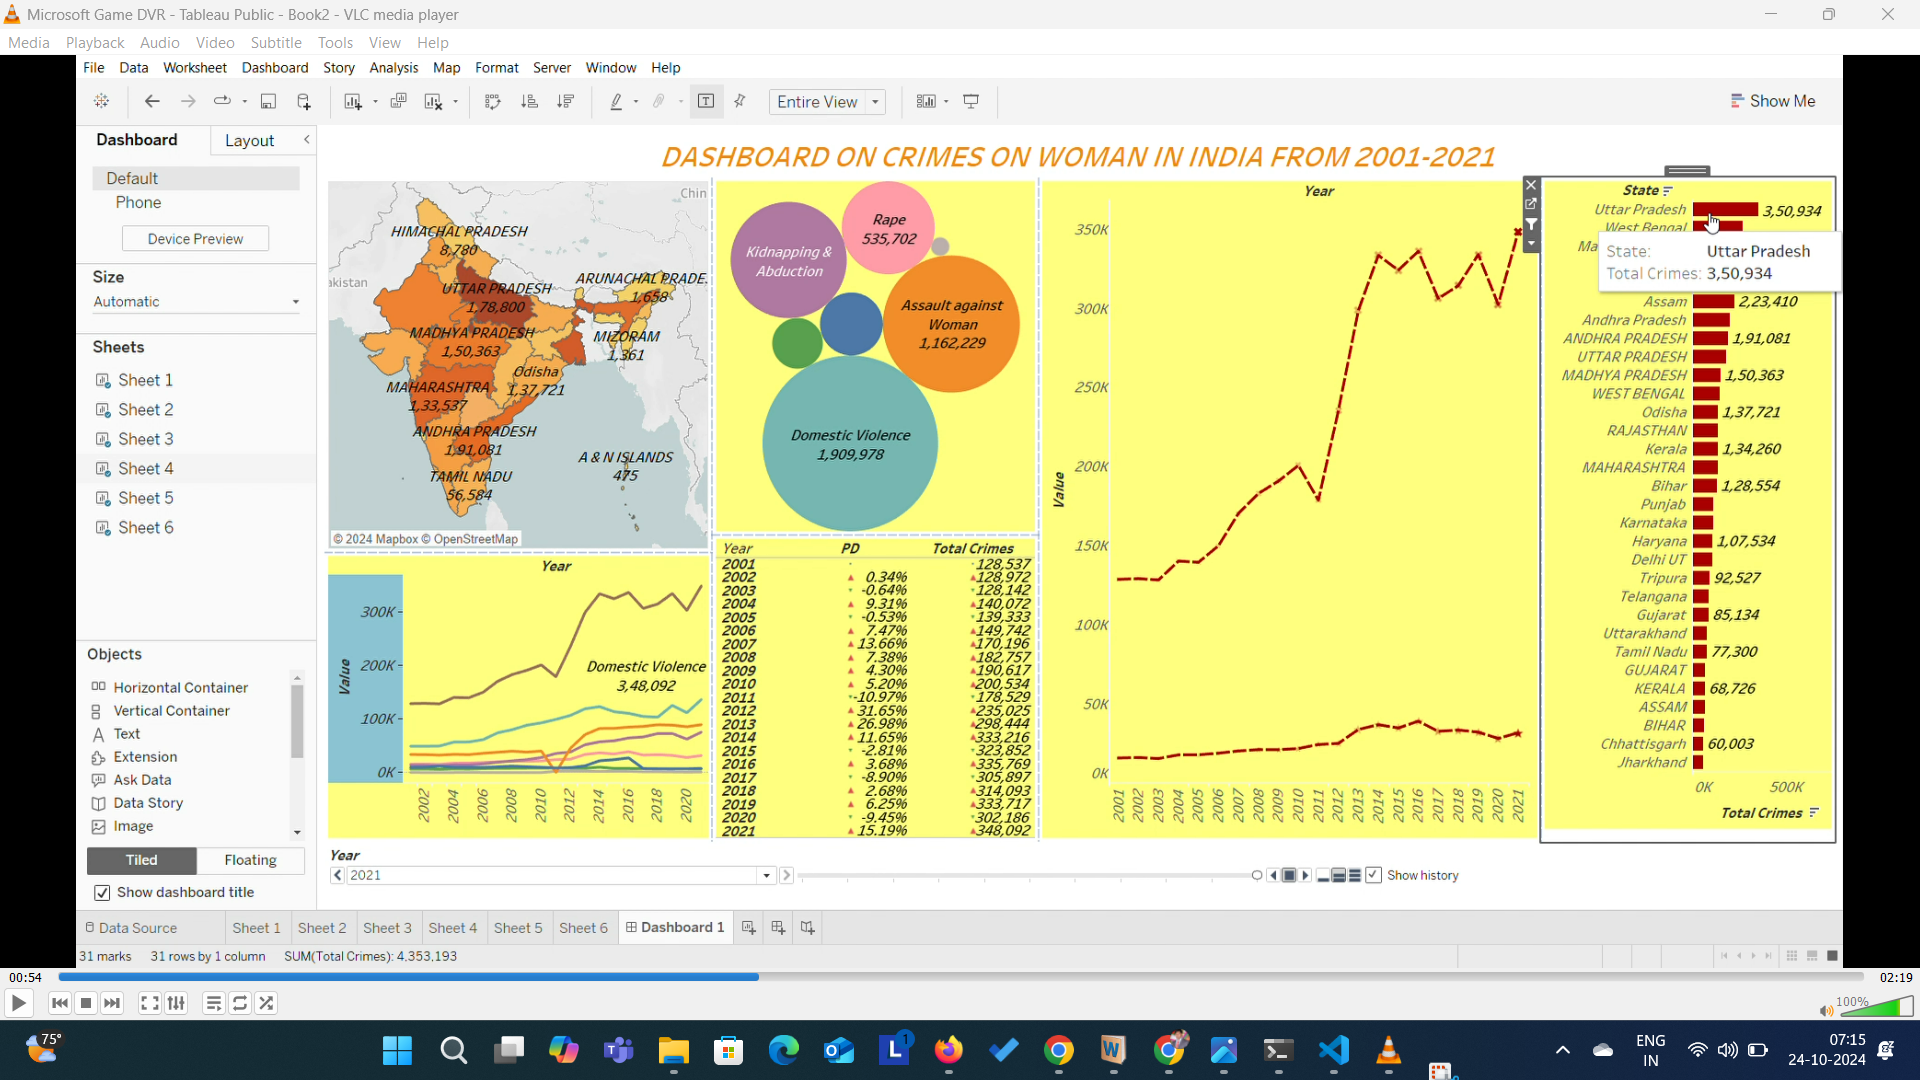 Microsoft Game DVR - Tableau Public - Book2 - VLC media player
Media Playback Audio Video Subtitle Tools View Help
File Data Worksheet Dashboard Story Analysis Map Format Server Window Help
Entire View
Show Me
Dashboard Layout
Default
Phone
Device Preview
Size
Automatic
Sheets
Sheet 1
Sheet 2
Sheet 3
Sheet 4
Sheet 5
Sheet 6
Objects
Horizontal Container
Vertical Container
Text
Extension
Ask Data
Data Story
Image
Tiled Floating
Show dashboard title
DASHBOARD ON CRIMES ON WOMAN IN INDIA FROM 2001-2021
Chin
akistan
HIMACHAL PRADESH
8,780
UTTAR PRADESH
1,78,800
ARUNACHAL PRADE..
1,658
MADHYA PRADESH
1,50,363
MIZORAM
1,361
Odisha
1,37,721
MAHARASHTRA
1,33,537
ANDHRA PRADESH
1,91,081
A & N ISLANDS
475
TAMIL NADU
56,584
© 2024 Mapbox © OpenStreetMap
Rape
535,702
Kidnapping &
Abduction
Assault against
Woman
1,162,229
Domestic Violence
1,909,978
Year
Value
300K
200K
100K
0K
Domestic Violence
3,48,092
2002 2004 2006 2008 2010 2012 2014 2016 2018 2020
Year PD Total Crimes
2001 128,537
2002 0.34% 128,972
2003 -0.64% 128,142
2004 9.31% 140,072
2005 -0.53% 139,333
2006 7.47% 149,742
2007 13.66% 170,196
2008 7.38% 182,757
2009 4.30% 190,617
2010 5.20% 200,534
2011 -10.97% 178,529
2012 31.65% 235,025
2013 26.98% 298,444
2014 11.65% 333,216
2015 -2.81% 323,852
2016 3.68% 335,769
2017 -8.90% 305,897
2018 2.68% 314,093
2019 6.25% 333,717
2020 -9.45% 302,186
2021 15.19% 348,092
Year
Value
350K
300K
250K
200K
150K
100K
50K
0K
2001 2002 2003 2004 2005 2006 2007 2008 2009 2010 2011 2012 2013 2014 2015 2016 2017 2018 2019 2020 2021
State
Uttar Pradesh 3,50,934
West Bengal
Ma
State: Uttar Pradesh
Total Crimes: 3,50,934
Assam 2,23,410
Andhra Pradesh
ANDHRA PRADESH 1,91,081
UTTAR PRADESH
MADHYA PRADESH 1,50,363
WEST BENGAL
Odisha 1,37,721
RAJASTHAN
Kerala 1,34,260
MAHARASHTRA
Bihar 1,28,554
Punjab
Karnataka
Haryana 1,07,534
Delhi UT
Tripura 92,527
Telangana
Gujarat 85,134
Uttarakhand
Tamil Nadu 77,300
GUJARAT
KERALA 68,726
ASSAM
BIHAR
Chhattisgarh 60,003
Jharkhand
0K 500K
Total Crimes
Year
2021
Show history
Data Source Sheet 1 Sheet 2 Sheet 3 Sheet 4 Sheet 5 Sheet 6 Dashboard 1
31 marks 31 rows by 1 column SUM(Total Crimes): 4,353,193
00:54 02:19
100%
75°
1
ENG
IN
07:15
24-10-2024